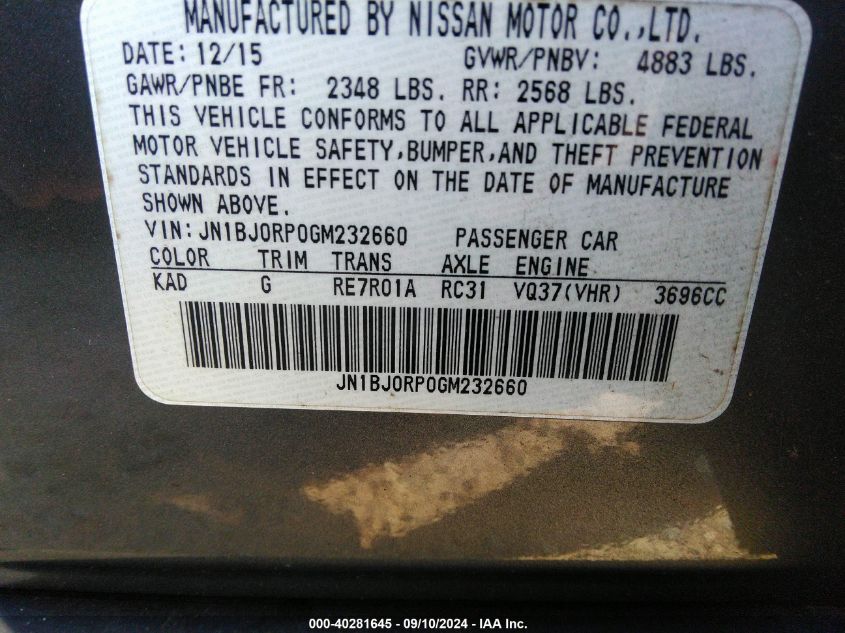 MANUFACTURED BY NISSAN MOTOR CO.,LTD.
DATE: 12/15 GVWR/PNBV: 4883 LBS.
GAWR/PNBE FR: 2348 LBS. RR: 2568 LBS.
THIS VEHICLE CONFORMS TO ALL APPLICABLE FEDERAL
MOTOR VEHICLE SAFETY,BUMPER,AND THEFT PREVENTION
STANDARDS IN EFFECT ON THE DATE OF MANUFACTURE
SHOWN ABOVE.
VIN:JN1BJ0RP0GM232660 PASSENGER CAR
COLOR TRIM TRANS AXLE ENGINE
KAD G RE7R01A RC31 VQ37(VHR) 3696CC
JN1BJ0RP0GM232660
000-40281645 - 09/10/2024 - IAA Inc.